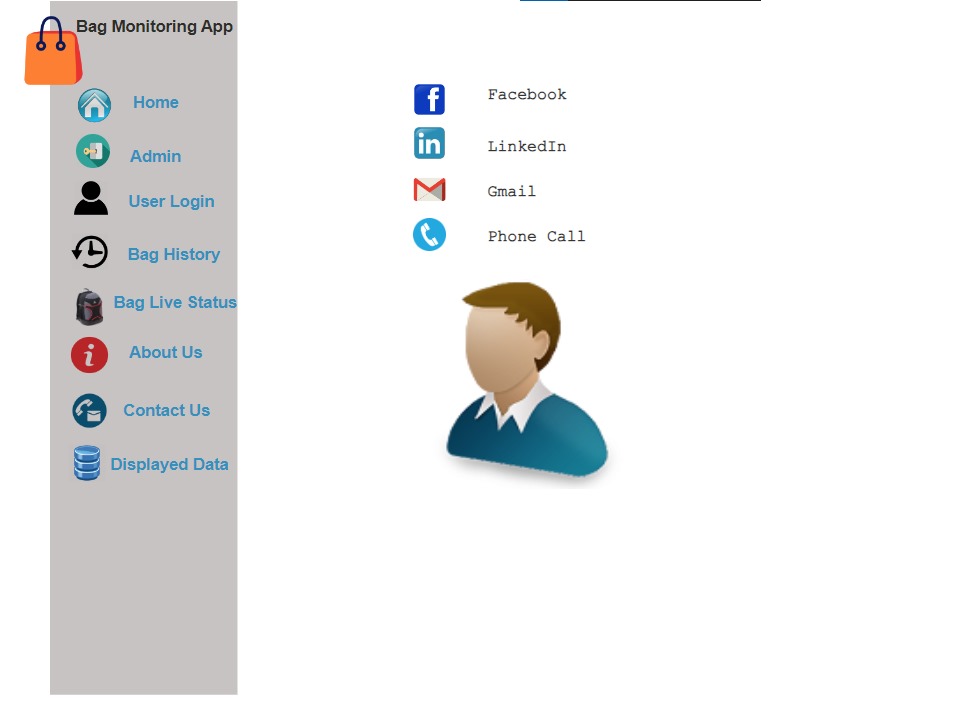 Bag Monitoring App
Home
Admin
User Login
Bag History
Bag Live Status
About Us
Contact Us
Displayed Data
Facebook
LinkedIn
Gmail
Phone Call